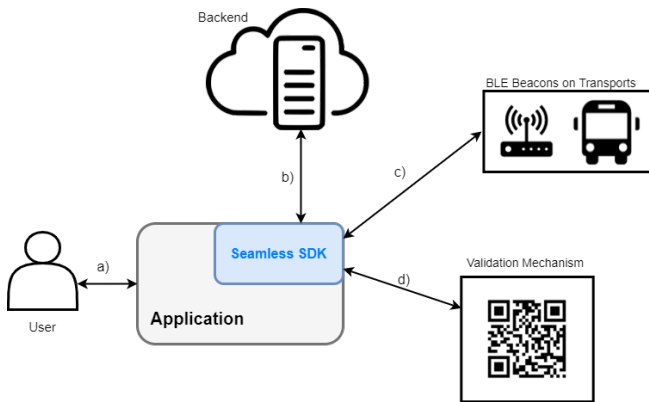 Backend
BLE Beacons on Transports
b)
c)
Seamless SDK
a)
Validation Mechanism
d)
Application
User